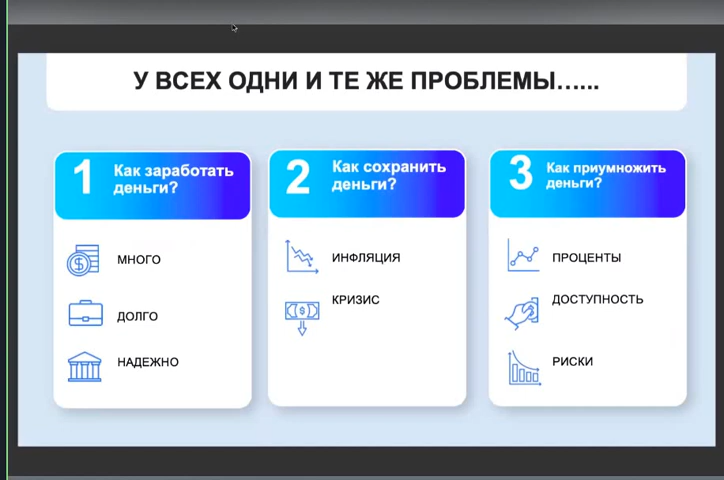 У ВСЕХ ОДНИ И ТЕ ЖЕ ПРОБЛЕМЫ…...
1
Как заработать
деньги?
МНОГО
ДОЛГО
НАДЕЖНО
2
Как сохранить
деньги?
ИНФЛЯЦИЯ
КРИЗИС
3
Как приумножить
деньги?
ПРОЦЕНТЫ
ДОСТУПНОСТЬ
РИСКИ